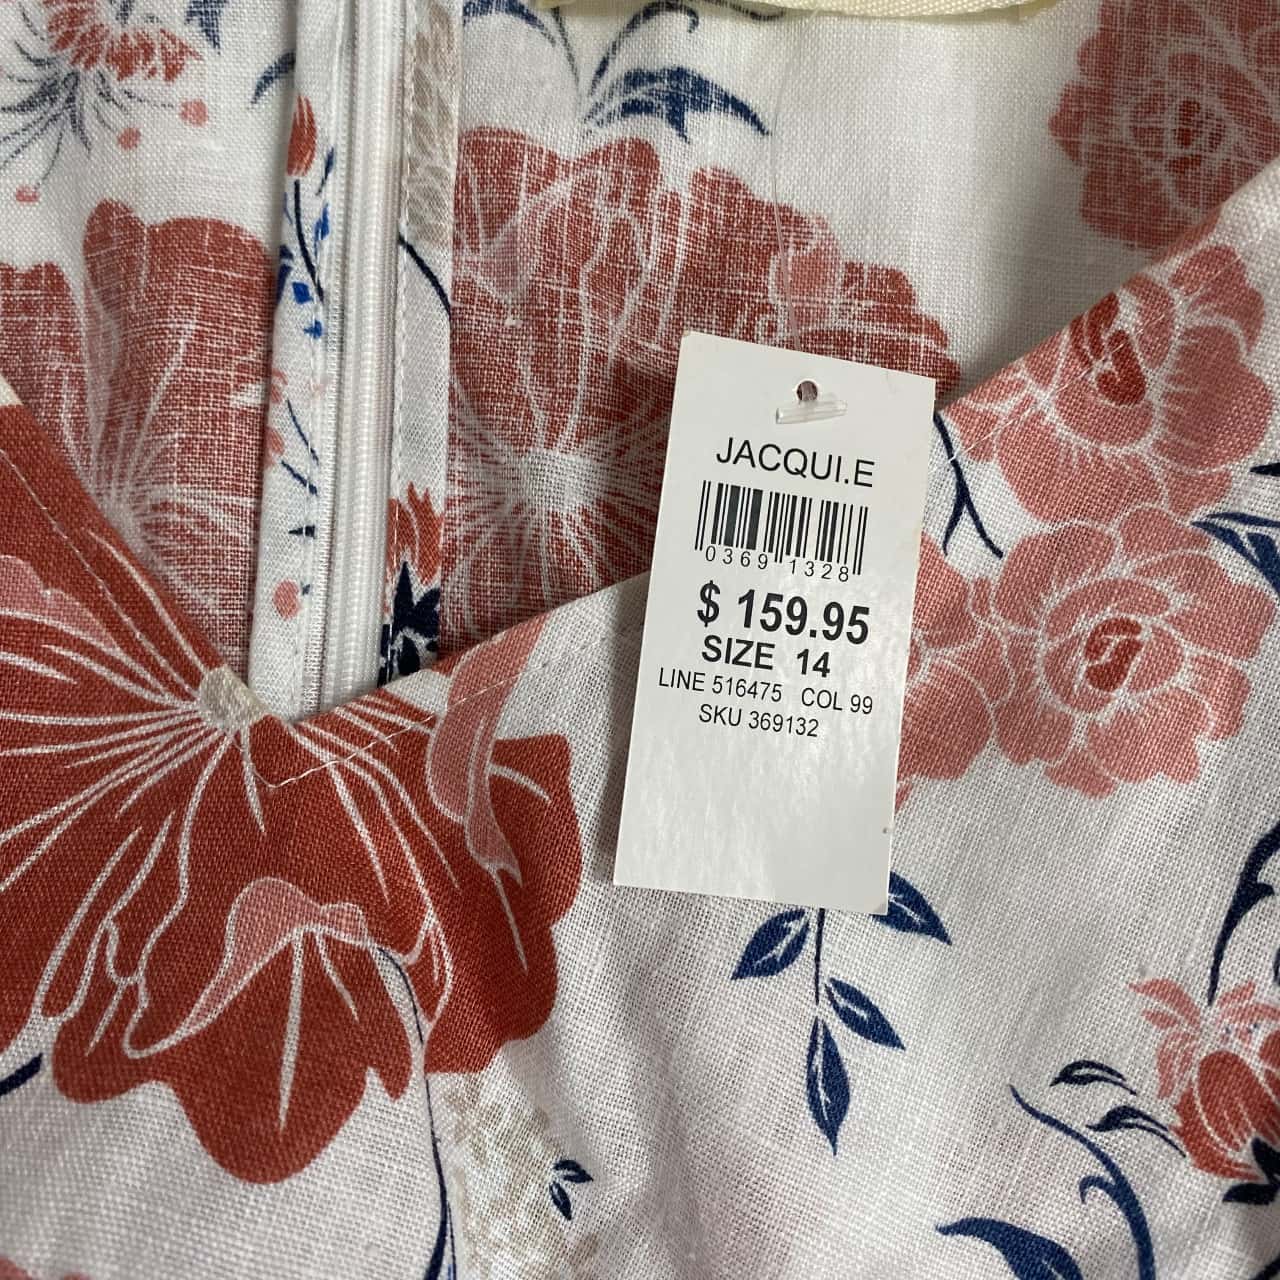 JACQUI.E
0369 1328
$ 159.95
SIZE 14
LINE 516475 COL 99
SKU 369132